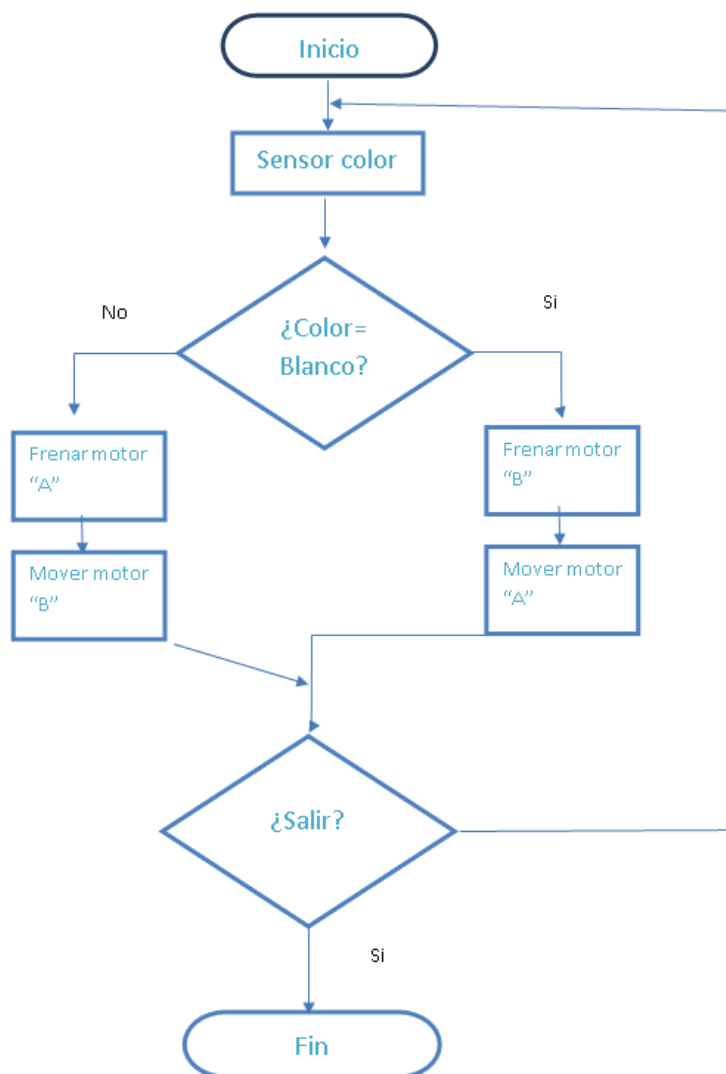 Inicio
Sensor color
¿Color=
Blanco?
No
Si
Frenar motor
“A”
Mover motor
“B”
Frenar motor
“B”
Mover motor
“A”
¿Salir?
Si
Fin